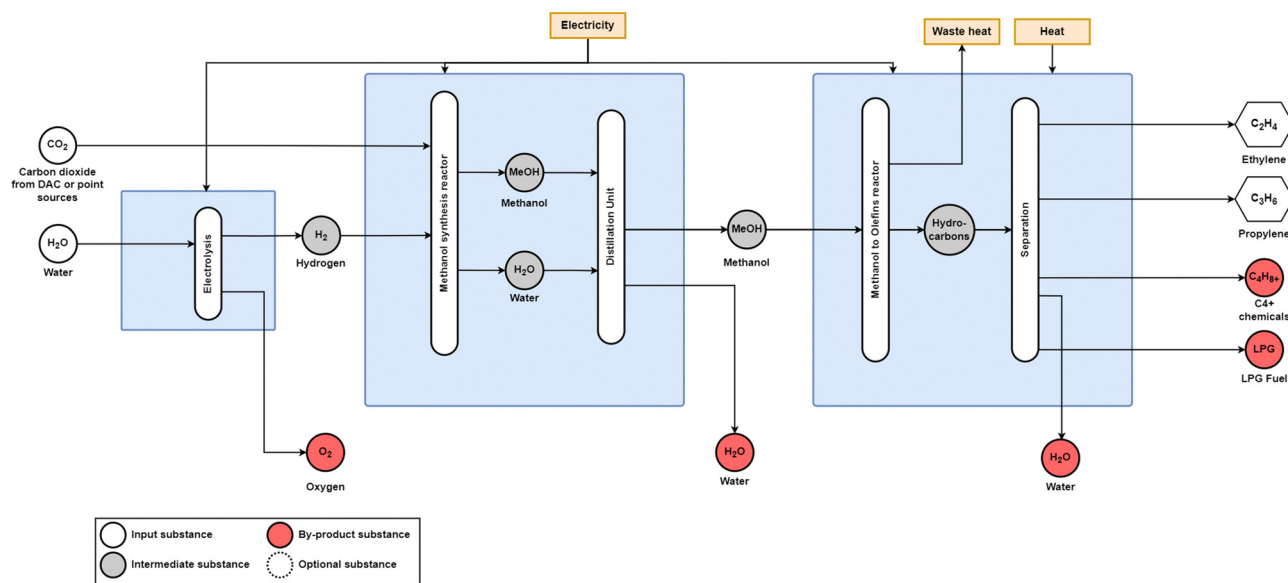 Electricity
Waste heat
Heat
CO₂
Carbon dioxide
from DAC or point
sources
H₂O
Water
Electrolysis
H₂
Hydrogen
O₂
Oxygen
Methanol synthesis reactor
MeOH
Methanol
H₂O
Water
Distillation Unit
MeOH
Methanol
H₂O
Water
Methanol to Olefins reactor
Hydro-
carbons
Separation
C₂H₄
Ethylene
C₃H₆
Propylene
C₄H₈₊
C4+
chemicals
LPG
LPG Fuel
H₂O
Water
Input substance
By-product substance
Intermediate substance
Optional substance